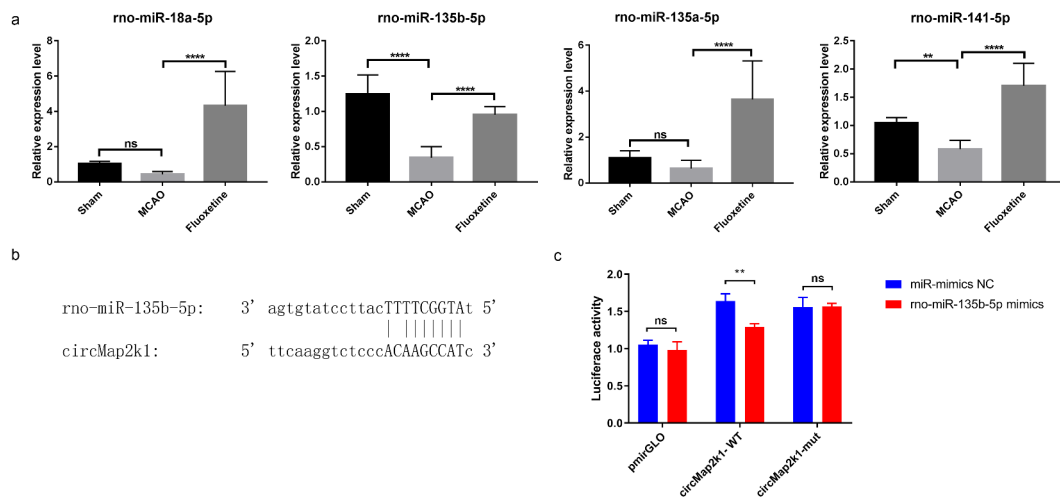 a
rno-miR-18a-5p
Relative expression level
8
6
4
2
0
ns
****
Sham
MCAO
Fluoxetine
rno-miR-135b-5p
Relative expression level
2.0
1.5
1.0
0.5
0.0
****
****
Sham
MCAO
Fluoxetine
rno-miR-135a-5p
Relative expression level
6
4
2
0
ns
****
Sham
MCAO
Fluoxetine
rno-miR-141-5p
Relative expression level
2.5
2.0
1.5
1.0
0.5
0.0
**
****
Sham
MCAO
Fluoxetine
b
rno-miR-135b-5p: 3' agtgtatccttacTTTTCGGTAt 5'
circMap2k1: 5' ttcaaggtctcccACAAGCCATc 3'
c
Luciferace activity
2.0
1.5
1.0
0.5
0.0
ns
**
ns
pmirGLO
circMap2k1- WT
circMap2k1-mut
miR-mimics NC
rno-miR-135b-5p mimics